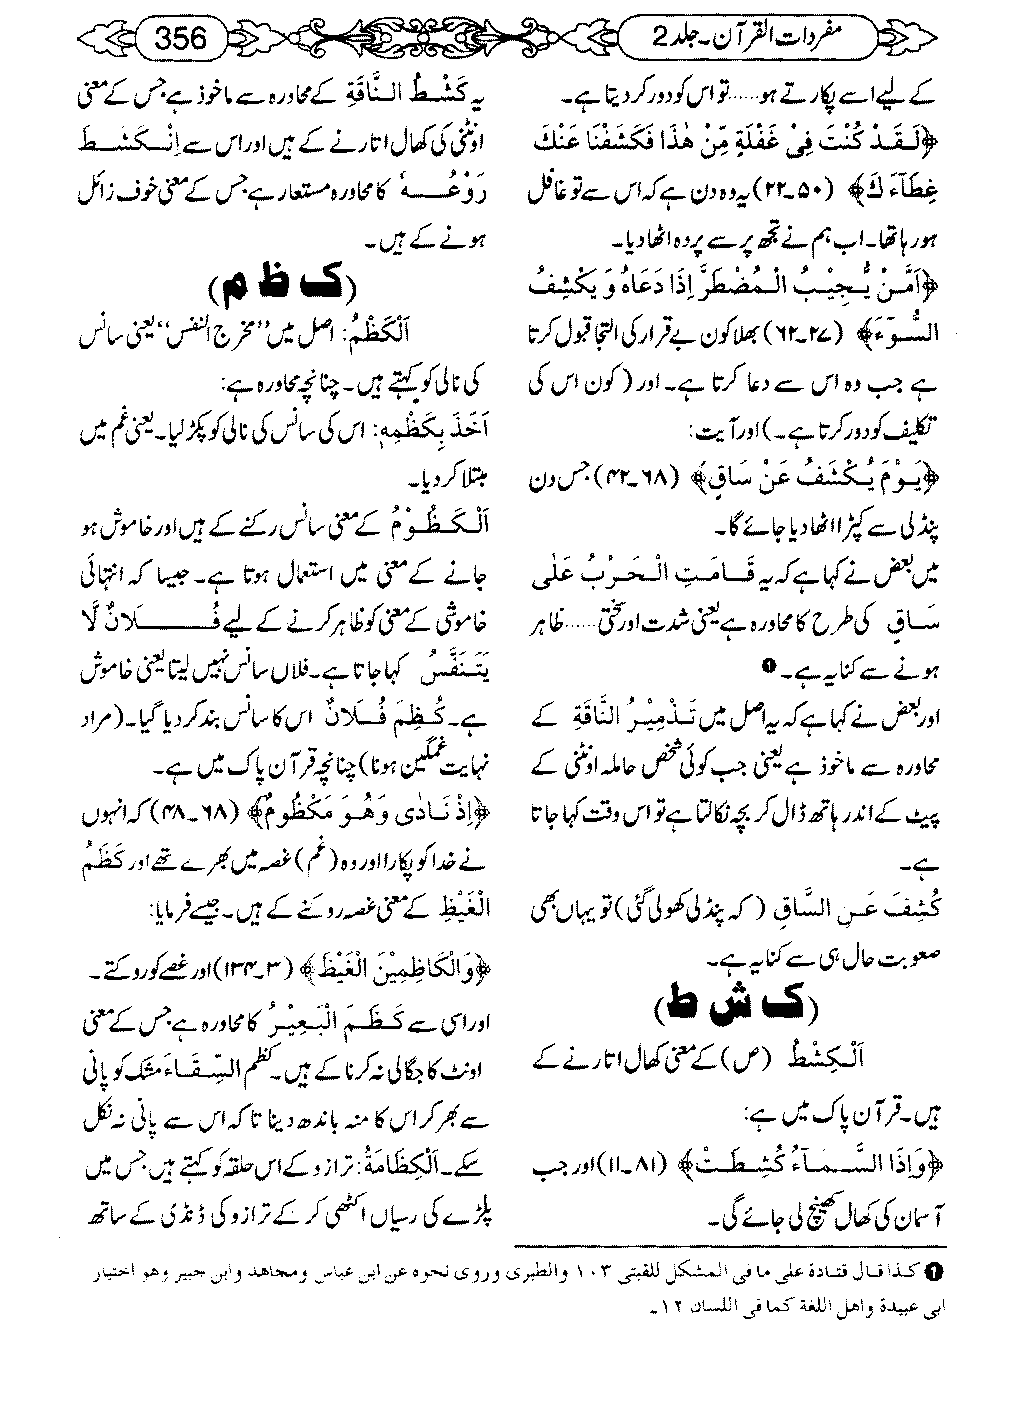 مفردات القرآن۔جلد 2
356
کے لیے اسے پکارتے ہو.....تو اس کو دور کردیتا ہے۔
﴿لَقَدْ كُنْتَ فِيْ غَفْلَةٍ مِّنْ هٰذَا فَكَشَفْنَا عَنْكَ
غِطَآءَكَ﴾ (۵۰۔۲۲) یہ وہ دن ہے کہ اس سے تو غافل
ہو رہا تھا۔ اب ہم نے تجھ پر سے پردہ اٹھا دیا۔
﴿اَمَّنْ يُّجِيْبُ الْمُضْطَرَّ اِذَا دَعَاهُ وَ يَكْشِفُ
السُّوْٓءَ﴾ (۲۷۔۶۲) بھلا کون بے قرار کی التجا قبول کرتا
ہے جب وہ اس سے دعا کرتا ہے۔ اور (کون اس کی
تکلیف کو دور کرتا ہے۔) اور آیت:
﴿يَوْمَ يُكْشَفُ عَنْ سَاقٍ﴾ (۶۸۔۴۲) جس دن
پنڈلی سے کپڑا اٹھا دیا جائے گا۔
میں بعض نے کہا ہے کہ یہ قَامَتِ الْحَرْبُ عَلٰى
سَاقٍ کی طرح کا محاورہ ہے یعنی شدت اور سختی.....ظاہر
ہونے سے کنایہ ہے۔❶
اور بعض نے کہا ہے کہ یہ اصل میں تَذْمِيْرُ النَّاقَةِ کے
محاورہ سے ماخوذ ہے یعنی جب کوئی شخص حاملہ اونٹنی کے
پیٹ کے اندر ہاتھ ڈال کر بچہ نکالتا ہے تو اس وقت کہا جاتا
ہے۔
كُشِفَ عَنِ السَّاقِ (کہ پنڈلی کھولی گئی) تو یہاں بھی
صعوبت حال ہی سے کنایہ ہے۔
(ک ش ط)
اَلْكِشْطُ (ص) کے معنی کھال اتارنے کے
ہیں۔ قرآن پاک میں ہے:
﴿وَاِذَا السَّمَآءُ كُشِطَتْ﴾ (۸۱۔۱۱) اور جب
آسمان کی کھال کھینچ لی جائے گی۔
یہ كَشْطُ النَّاقَةِ کے محاورہ سے ماخوذ ہے جس کے معنی
اونٹنی کی کھال اتارنے کے ہیں اور اس سے اِنْكَشَطَ
رَوْعُهٗ کا محاورہ مستعار ہے جس کے معنی خوف زائل
ہونے کے ہیں۔
(ک ظ م)
اَلْكَظْمُ: اصل میں ”مخرج النفس“ یعنی سانس
کی نالی کو کہتے ہیں۔ چنانچہ محاورہ ہے:
اَخَذَ بِكَظْمِهٖ: اس کی سانس کی نالی کو پکڑ لیا۔ یعنی غم میں
مبتلا کر دیا۔
اَلْكَظُوْمُ کے معنی سانس رکنے کے ہیں اور خاموش ہو
جانے کے معنی میں استعمال ہوتا ہے۔ جیسا کہ انتہائی
خاموشی کے معنی کو ظاہر کرنے کے لیے فُلَانٌ لَّا
يَتَنَفَّسُ کہا جاتا ہے۔ فلاں سانس نہیں لیتا یعنی خاموش
ہے۔ كُظِمَ فُلَانٌ اس کا سانس بند کر دیا گیا۔ (مراد
نہایت غمگین ہونا) چنانچہ قرآن پاک میں ہے۔
﴿اِذْ نَادٰى وَهُوَ مَكْظُوْمٌ﴾ (۶۸۔۴۸) کہ انہوں
نے خدا کو پکارا اور وہ (غم) غصہ میں بھرے تھے اور كَظْمُ
الْغَيْظِ کے معنی غصہ روکنے کے ہیں۔ جیسے فرمایا:
﴿وَالْكَاظِمِيْنَ الْغَيْظَ﴾ (۳۔۱۳۴) اور غصے کو روکتے۔
اور اسی سے كَظَمَ الْبَعِيْرُ کا محاورہ ہے جس کے معنی
اونٹ کا جگالی نہ کرنا کے ہیں۔ كظم السِّقَاءَ مشک کو پانی
سے بھر کر اس کا منہ باندھ دینا تاکہ اس سے پانی نہ نکل
سکے۔ اَلْكِظَامَةُ: ترازو کے اس حلقہ کو کہتے ہیں جس میں
پلڑے کی رسیاں اکٹھی کر کے ترازو کی ڈنڈی کے ساتھ
❶ كذا قال قتادة على ما في المشكل للقبتي ۱۰۳ والطبري وروى نحوه عن ابن عباس ومجاهد وابن جبير وهو اختيار
ابي عبيدة واهل اللغة كما في اللسان ۱۲۔